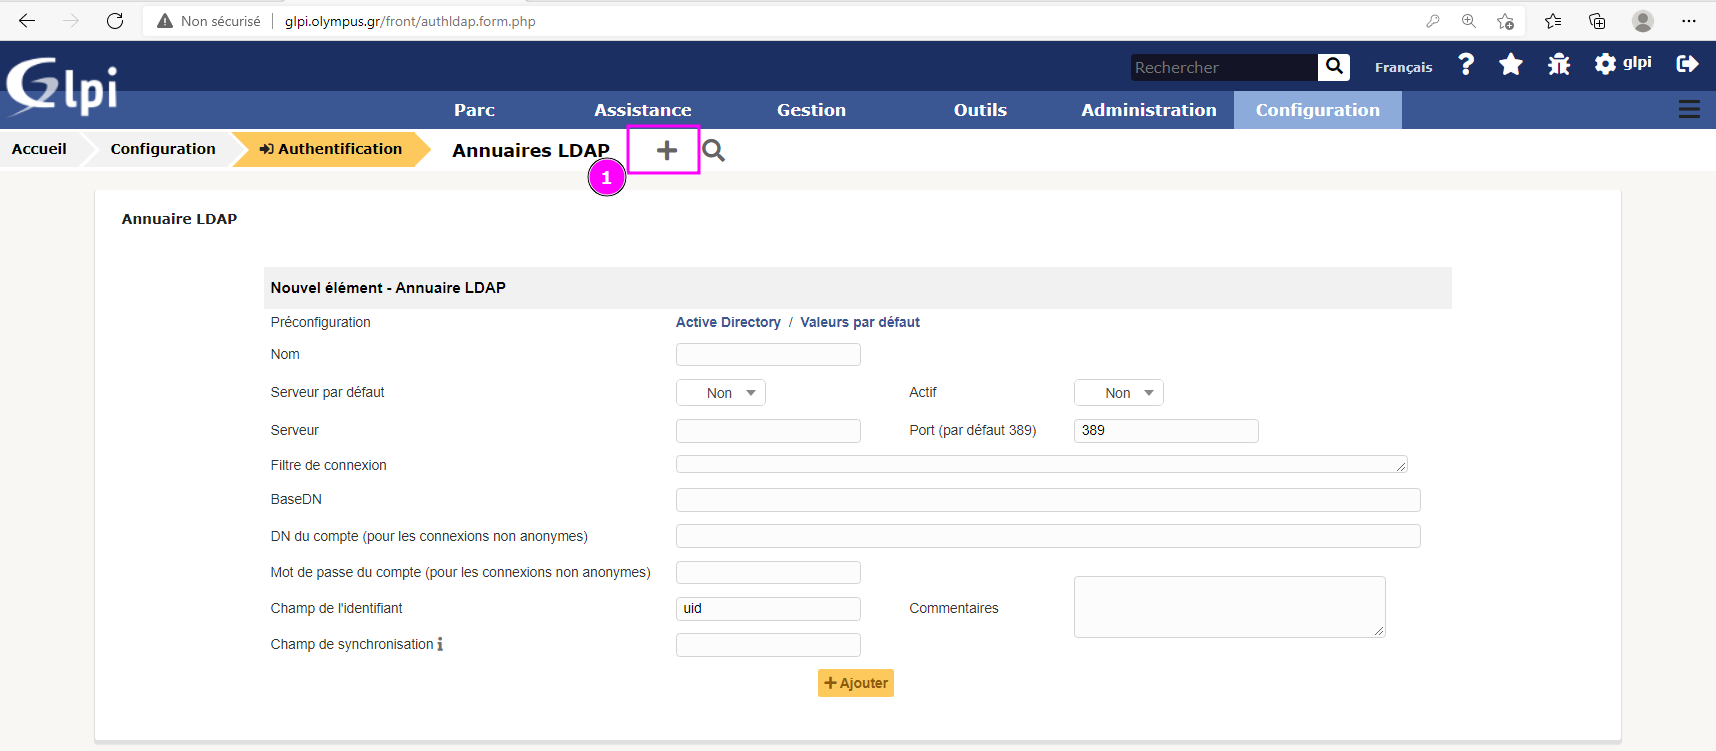 Non sécurisé glpi.olympus.gr/front/authldap.form.php
Glpi
Rechercher Français ? glpi
Parc Assistance Gestion Outils Administration Configuration
Accueil Configuration Authentification Annuaires LDAP
1
Annuaire LDAP
Nouvel élément - Annuaire LDAP
Préconfiguration Active Directory / Valeurs par défaut
Nom
Serveur par défaut Non Actif Non
Serveur Port (par défaut 389) 389
Filtre de connexion
BaseDN
DN du compte (pour les connexions non anonymes)
Mot de passe du compte (pour les connexions non anonymes)
Champ de l'identifiant uid Commentaires
Champ de synchronisation
+ Ajouter